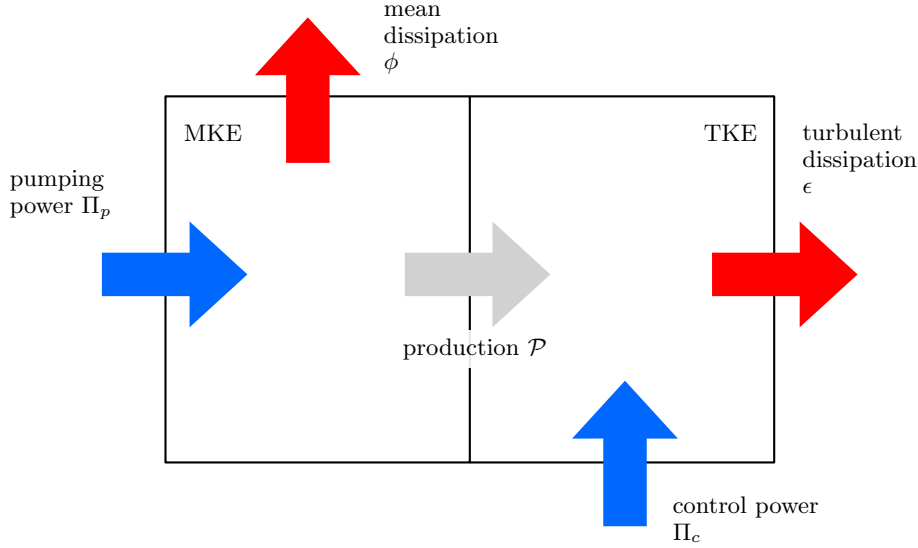 mean
dissipation
ϕ
MKE
TKE
turbulent
dissipation
ϵ
pumping
power Π_p
production 𝒫
control power
Π_c